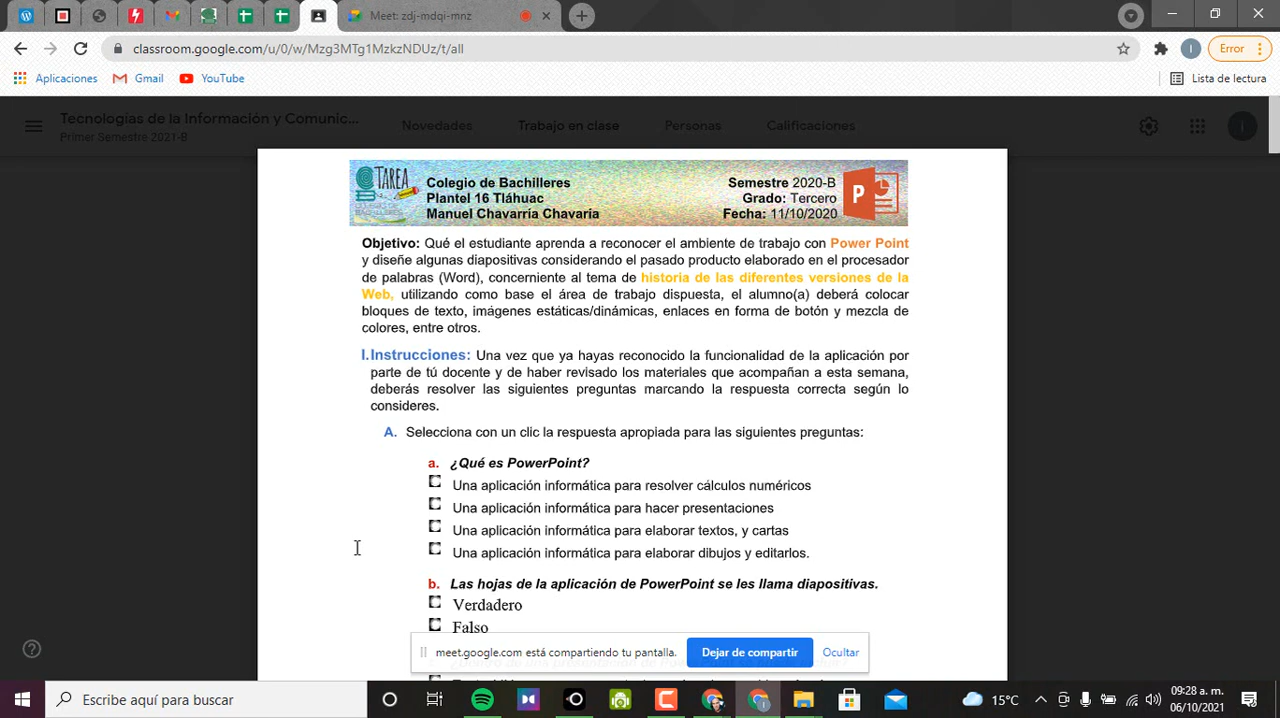 Meet: zdj-mdqi-mnz
classroom.google.com/u/0/w/Mzg3MTg1MzkzNDUz/t/all
Error
Aplicaciones Gmail YouTube Lista de lectura
Tecnologías de la Información y Comunic...
Primer Semestre 2021-B
Novedades Trabajo en clase Personas Calificaciones
TAREA
Colegio de Bachilleres
Plantel 16 Tláhuac
Manuel Chavarría Chavaría
Semestre 2020-B
Grado: Tercero
Fecha: 11/10/2020
Objetivo: Qué el estudiante aprenda a reconocer el ambiente de trabajo con Power Point
y diseñe algunas diapositivas considerando el pasado producto elaborado en el procesador
de palabras (Word), concerniente al tema de historia de las diferentes versiones de la
Web, utilizando como base el área de trabajo dispuesta, el alumno(a) deberá colocar
bloques de texto, imágenes estáticas/dinámicas, enlaces en forma de botón y mezcla de
colores, entre otros.
I. Instrucciones: Una vez que ya hayas reconocido la funcionalidad de la aplicación por
parte de tú docente y de haber revisado los materiales que acompañan a esta semana,
deberás resolver las siguientes preguntas marcando la respuesta correcta según lo
consideres.
A. Selecciona con un clic la respuesta apropiada para las siguientes preguntas:
a. ¿Qué es PowerPoint?
Una aplicación informática para resolver cálculos numéricos
Una aplicación informática para hacer presentaciones
Una aplicación informática para elaborar textos, y cartas
Una aplicación informática para elaborar dibujos y editarlos.
b. Las hojas de la aplicación de PowerPoint se les llama diapositivas.
Verdadero
Falso
meet.google.com está compartiendo tu pantalla. Dejar de compartir Ocultar
Escribe aquí para buscar
15°C
09:28 a. m.
06/10/2021